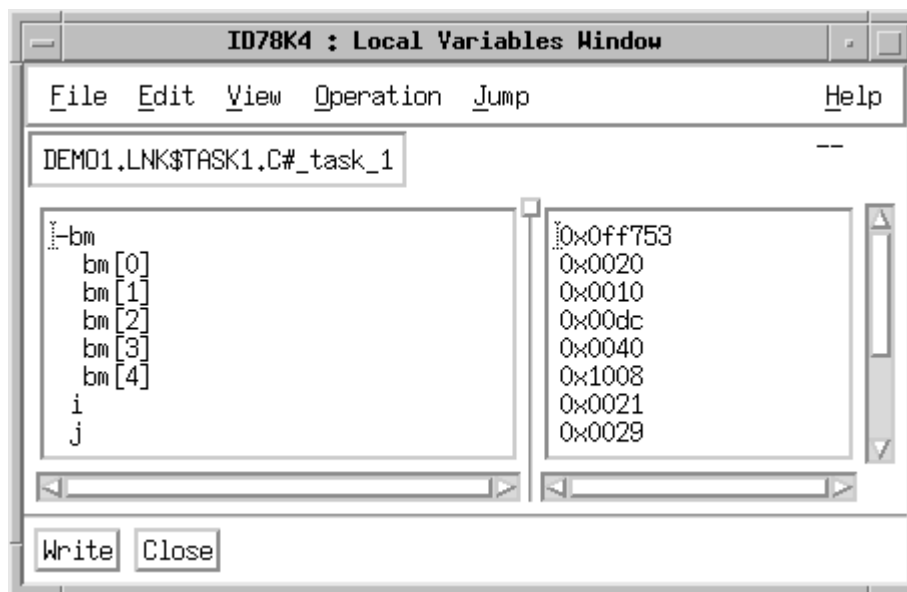 ID78K4 : Local Variables Window
File Edit View Operation Jump Help
--
DEMO1.LNK$TASK1.C#_task_1
-bm 0x0ff753
bm[0] 0x0020
bm[1] 0x0010
bm[2] 0x00dc
bm[3] 0x0040
bm[4] 0x1008
i 0x0021
j 0x0029
Write Close